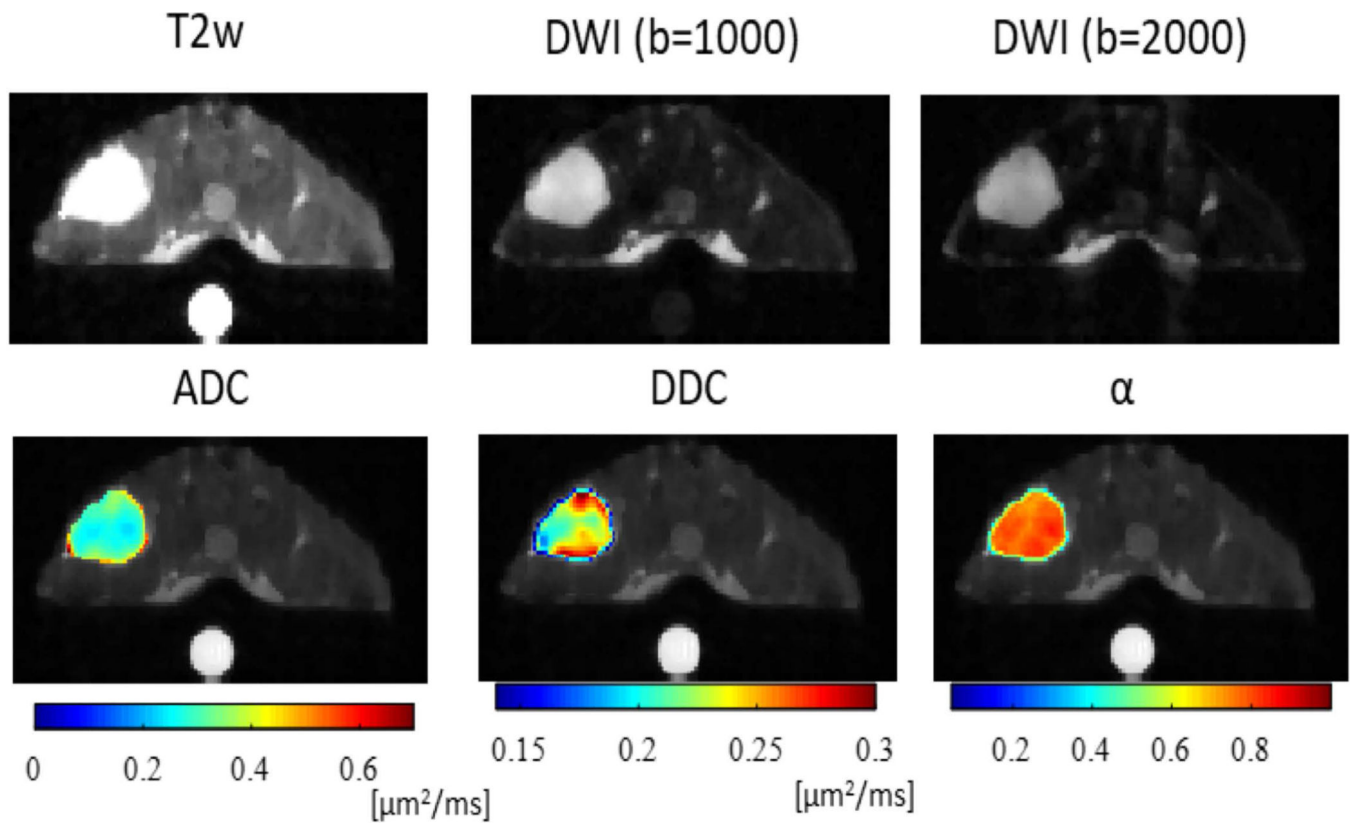 T2w
DWI (b=1000)
DWI (b=2000)
ADC
DDC
α
0 0.2 0.4 0.6
[μm²/ms]
0.15 0.2 0.25 0.3
[μm²/ms]
0.2 0.4 0.6 0.8